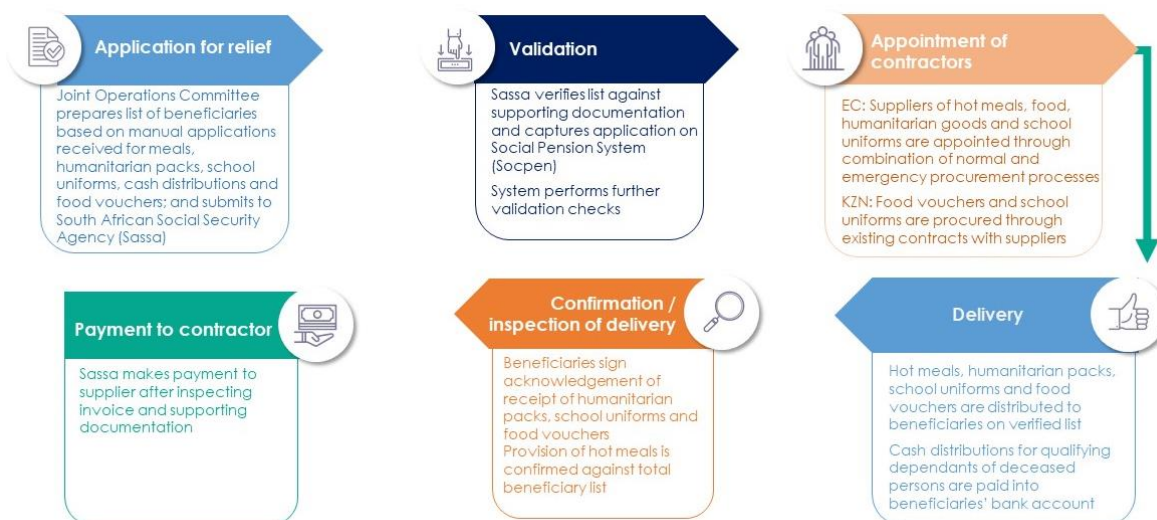 Application for relief
Joint Operations Committee
prepares list of beneficiaries
based on manual applications
received for meals,
humanitarian packs, school
uniforms, cash distributions and
food vouchers; and submits to
South African Social Security
Agency (Sassa)
Validation
Sassa verifies list against
supporting documentation
and captures application on
Social Pension System
(Socpen)
System performs further
validation checks
Appointment of
contractors
EC: Suppliers of hot meals, food,
humanitarian goods and school
uniforms are appointed through
combination of normal and
emergency procurement processes
KZN: Food vouchers and school
uniforms are procured through
existing contracts with suppliers
Delivery
Hot meals, humanitarian packs,
school uniforms and food
vouchers are distributed to
beneficiaries on verified list
Cash distributions for qualifying
dependants of deceased
persons are paid into
beneficiaries' bank account
Confirmation /
inspection of delivery
Beneficiaries sign
acknowledgement of
receipt of humanitarian
packs, school uniforms and
food vouchers
Provision of hot meals is
confirmed against total
beneficiary list
Payment to contractor
Sassa makes payment to
supplier after inspecting
invoice and supporting
documentation